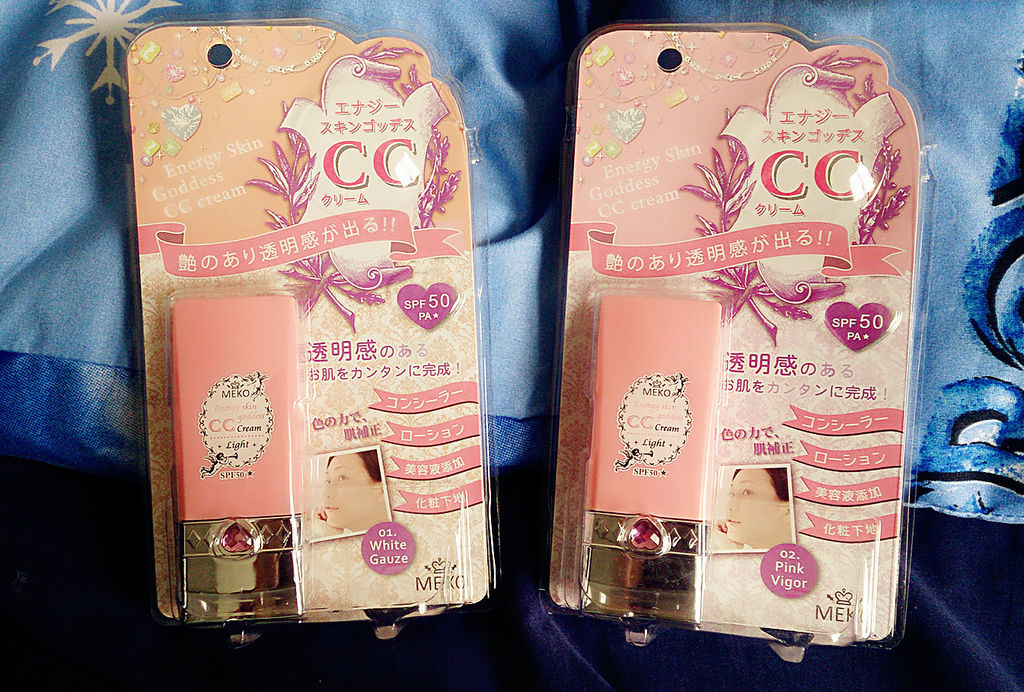 エナジー
スキンゴッデス
CC
クリーム
Energy Skin
Goddess
CC cream
艶のあり透明感が出る!!
SPF 50
PA★
透明感のある
お肌をカンタンに完成！
コンシーラー
色の力で、
肌補正
ローション
美容液添加
化粧下地
MEKO
Energy skin
goddess
CC Cream
Light
SPF50★
01.
White
Gauze
MEKO
エナジー
スキンゴッデス
CC
クリーム
Energy Skin
Goddess
CC cream
艶のあり透明感が出る!!
SPF 50
PA★
透明感のある
お肌をカンタンに完成！
コンシーラー
色の力で、
肌補正
ローション
美容液添加
化粧下地
MEKO
Energy skin
goddess
CC Cream
Light
SPF50★
02.
Pink
Vigor
MEKO